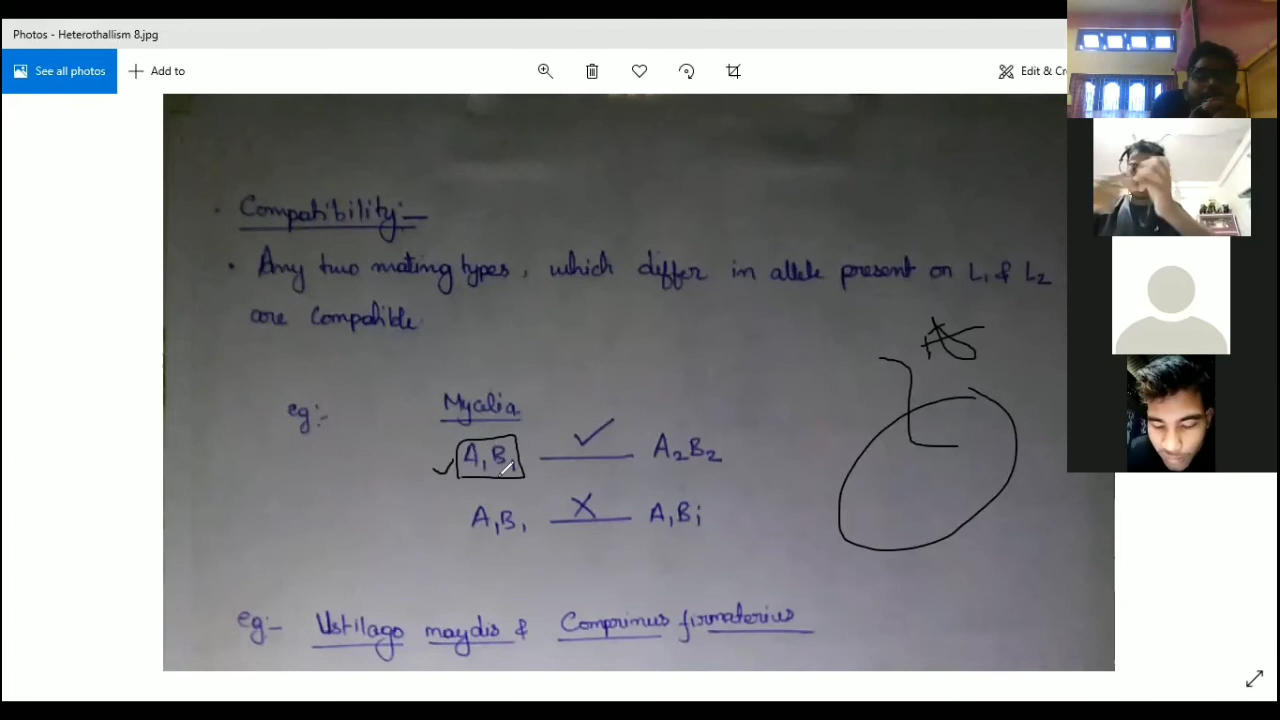 Photos - Heterothallism 8.jpg
See all photos
Add to
Edit & Cr
Compatibility:-
• Any two mating types, which differ in allele present on L1 & L2
are Compatible
eg:- Mycelia
A1B1 ✓ A2B2
A1B1 X A1B1
eg:- Ustilago maydis & Comprinus firmaterius